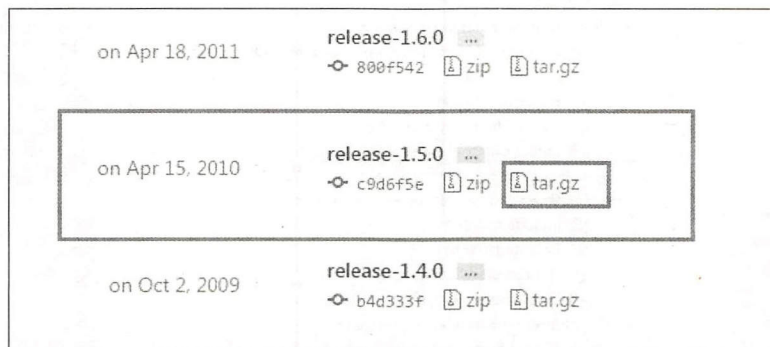 on Apr 18, 2011
release-1.6.0 ...
800f542 zip tar.gz
on Apr 15, 2010
release-1.5.0 ...
c9d6f5e zip tar.gz
on Oct 2, 2009
release-1.4.0 ...
b4d333f zip tar.gz